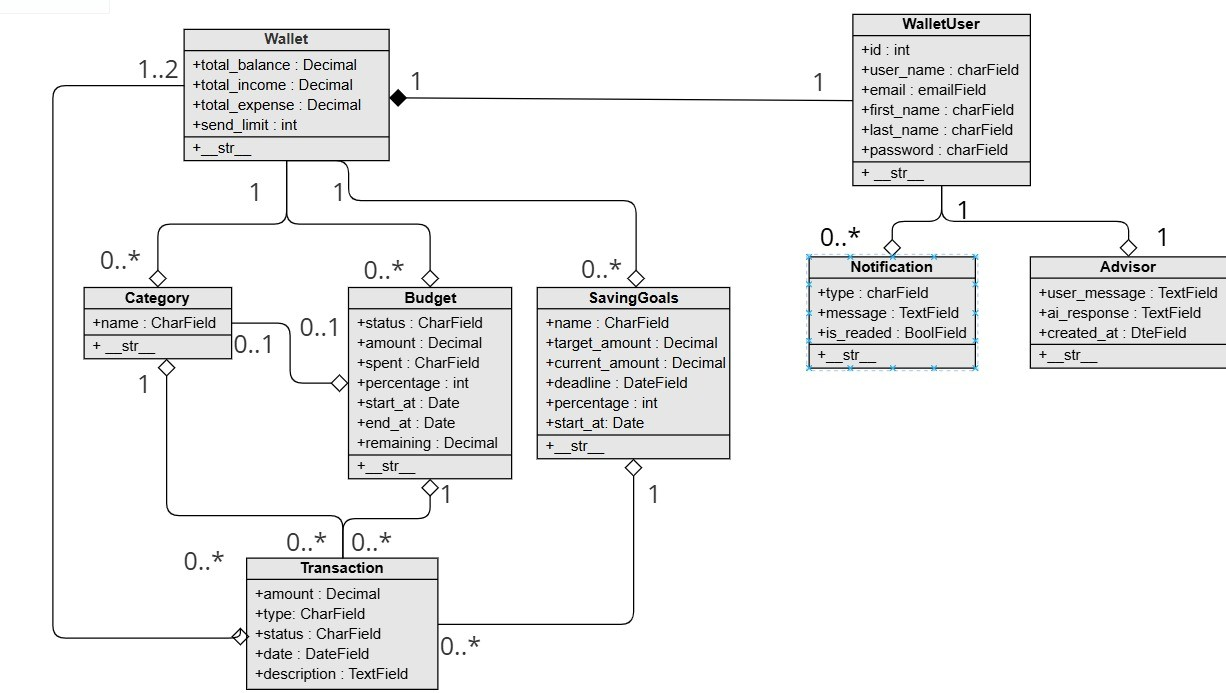 Wallet
+total_balance : Decimal
+total_income : Decimal
+total_expense : Decimal
+send_limit : int
+__str__
WalletUser
+id : int
+user_name : charField
+email : emailField
+first_name : charField
+last_name : charField
+password : charField
+ __str__
1..2
1
1
1
1
1
0..*
0..*
0..*
0..*
1
Category
+name : CharField
+ __str__
Budget
+status : CharField
+amount : Decimal
+spent : CharField
+percentage : int
+start_at : Date
+end_at : Date
+remaining : Decimal
+__str__
SavingGoals
+name : CharField
+target_amount : Decimal
+current_amount : Decimal
+deadline : DateField
+percentage : int
+start_at: Date
+__str__
Notification
+type : charField
+message : TextField
+is_readed : BoolField
+__str__
Advisor
+user_message : TextField
+ai_response : TextField
+created_at : DteField
+__str__
0..1
0..1
1
1
1
0..*
0..*
0..*
0..*
Transaction
+amount : Decimal
+type: CharField
+status : CharField
+date : DateField
+description : TextField